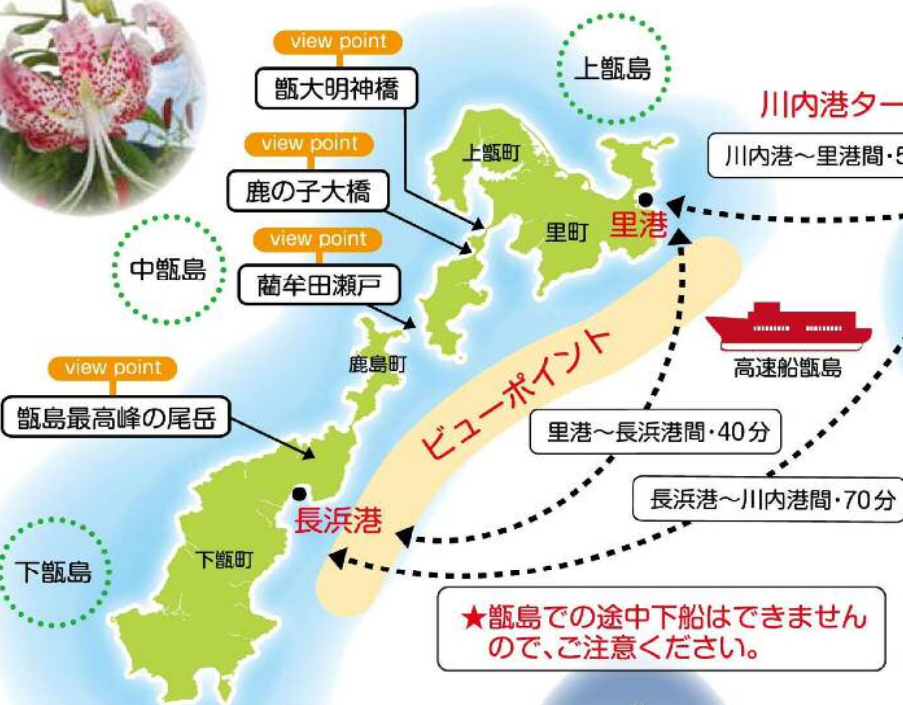 view point
甑大明神橋
上甑島
川内港ター
川内港～里港間・5
view point
鹿の子大橋
上甑町
里町
里港
view point
藺牟田瀬戸
中甑島
鹿島町
高速船甑島
ビューポイント
view point
甑島最高峰の尾岳
里港～長浜港間・40分
長浜港～川内港間・70分
長浜港
下甑町
下甑島
★甑島での途中下船はできません
ので、ご注意ください。